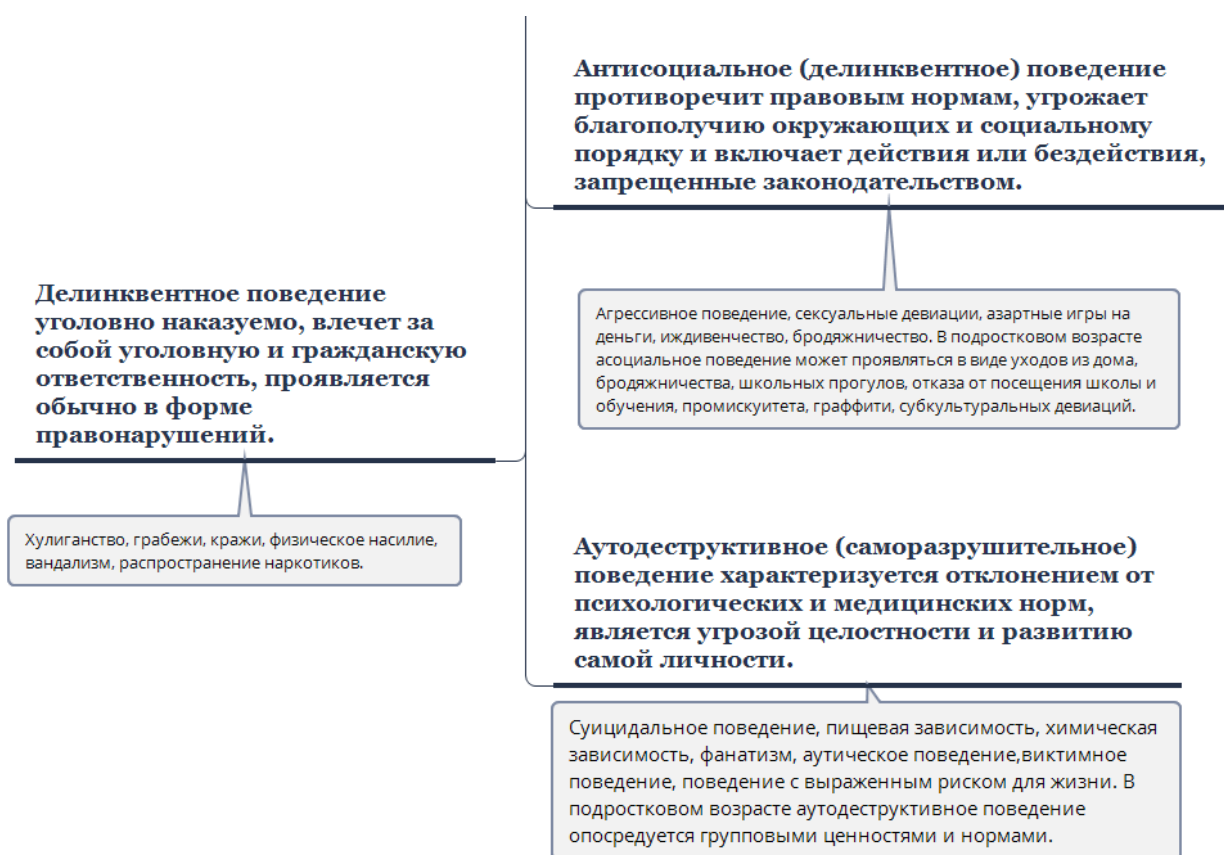 Антисоциальное (делинквентное) поведение
противоречит правовым нормам, угрожает
благополучию окружающих и социальному
порядку и включает действия или бездействия,
запрещенные законодательством.
Агрессивное поведение, сексуальные девиации, азартные игры на
деньги, иждивенчество, бродяжничество. В подростковом возрасте
асоциальное поведение может проявляться в виде уходов из дома,
бродяжничества, школьных прогулов, отказа от посещения школы и
обучения, промискуитета, граффити, субкультуральных девиаций.
Делинквентное поведение
уголовно наказуемо, влечет за
собой уголовную и гражданскую
ответственность, проявляется
обычно в форме
правонарушений.
Хулиганство, грабежи, кражи, физическое насилие,
вандализм, распространение наркотиков.
Аутодеструктивное (саморазрушительное)
поведение характеризуется отклонением от
психологических и медицинских норм,
является угрозой целостности и развитию
самой личности.
Суицидальное поведение, пищевая зависимость, химическая
зависимость, фанатизм, аутическое поведение,виктимное
поведение, поведение с выраженным риском для жизни. В
подростковом возрасте аутодеструктивное поведение
опосредуется групповыми ценностями и нормами.